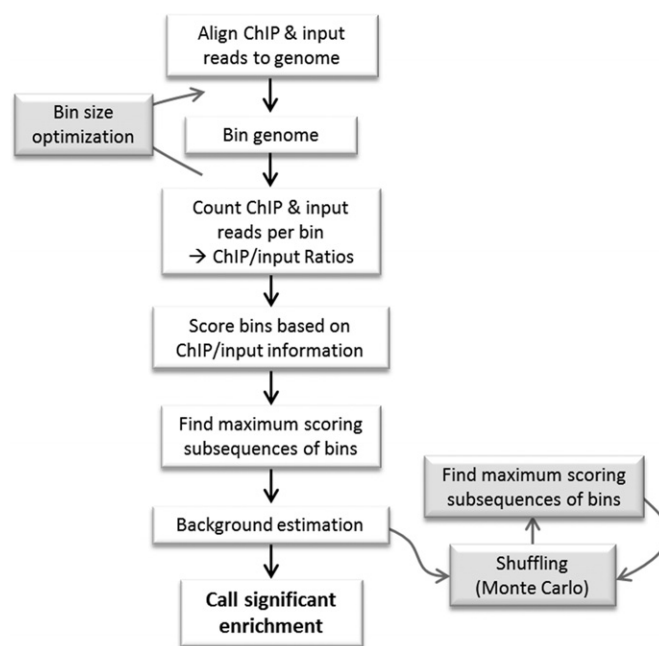 Align ChIP & input
reads to genome
Bin size
optimization
Bin genome
Count ChIP & input
reads per bin
→ ChIP/input Ratios
Score bins based on
ChIP/input information
Find maximum scoring
subsequences of bins
Find maximum scoring
subsequences of bins
Background estimation
Shuffling
(Monte Carlo)
Call significant
enrichment